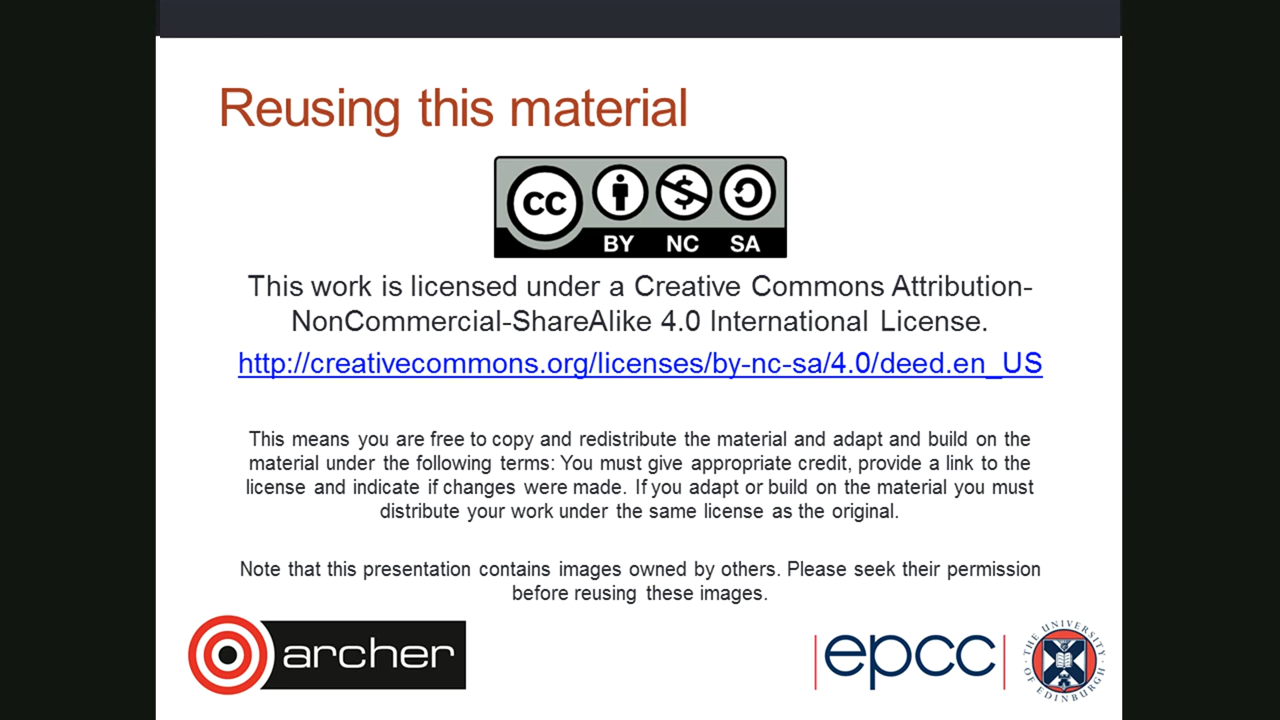 Reusing this material
CC
BY NC SA
This work is licensed under a Creative Commons Attribution-
NonCommercial-ShareAlike 4.0 International License.
http://creativecommons.org/licenses/by-nc-sa/4.0/deed.en_US
This means you are free to copy and redistribute the material and adapt and build on the
material under the following terms: You must give appropriate credit, provide a link to the
license and indicate if changes were made. If you adapt or build on the material you must
distribute your work under the same license as the original.
Note that this presentation contains images owned by others. Please seek their permission
before reusing these images.
archer
epcc
THE UNIVERSITY
OF EDINBURGH